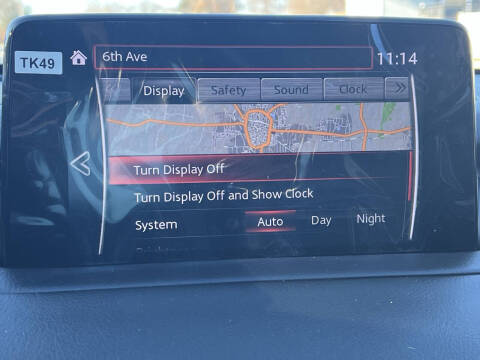 TK49
6th Ave
11:14
Display Safety Sound Clock
Turn Display Off
Turn Display Off and Show Clock
System Auto Day Night